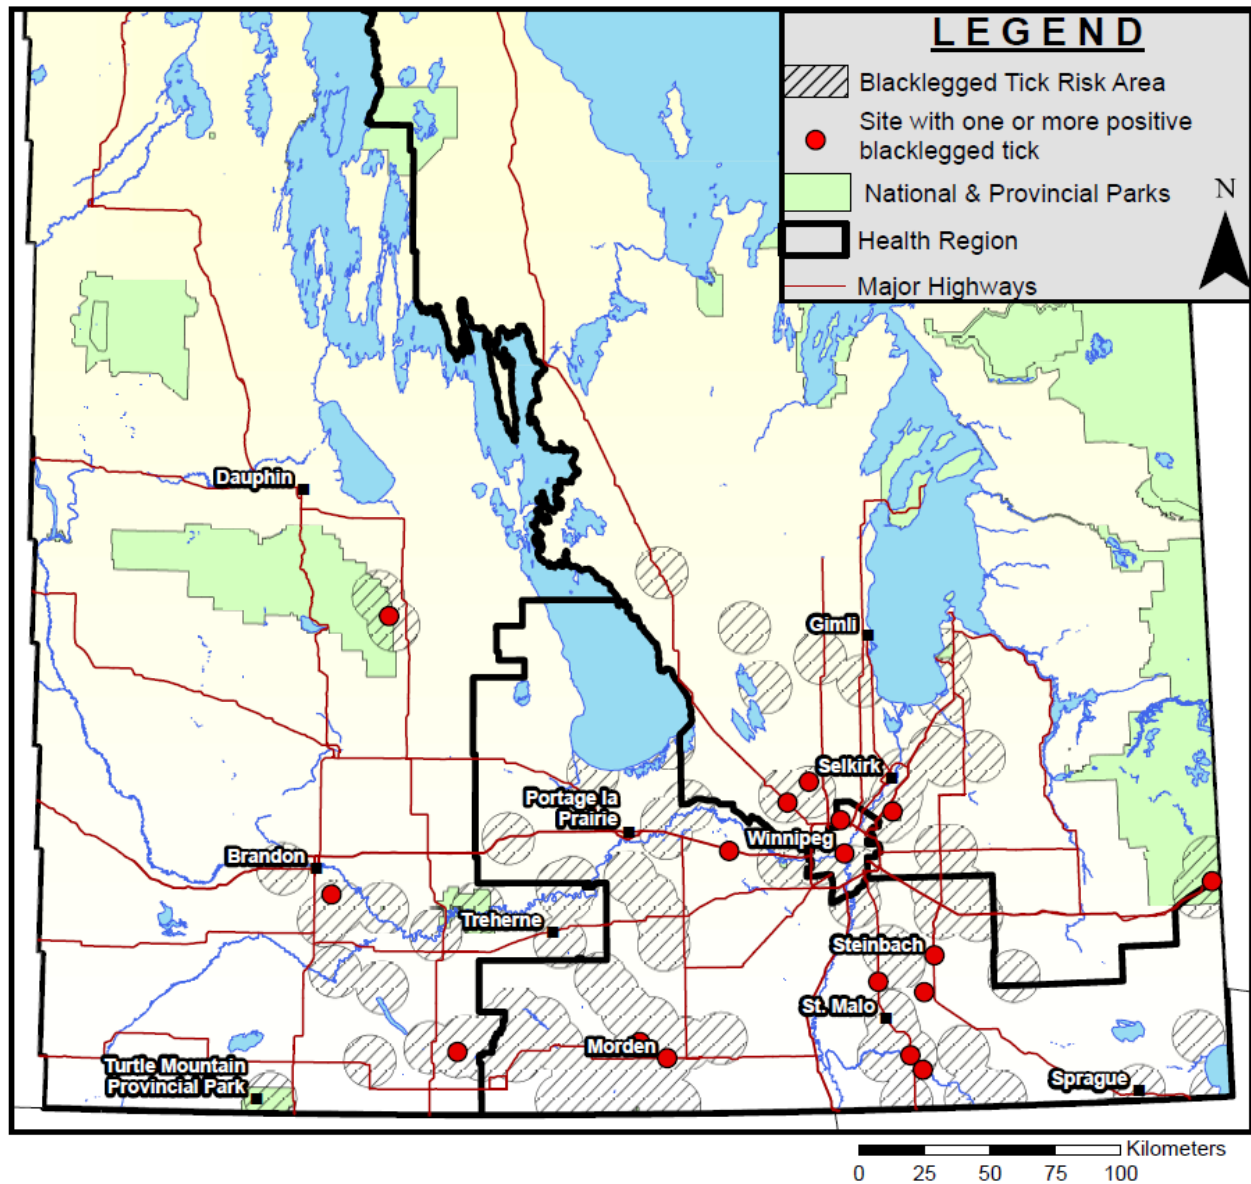 LEGEND
Blacklegged Tick Risk Area
Site with one or more positive
blacklegged tick
National & Provincial Parks
N
Health Region
Major Highways
Dauphin
Gimli
Selkirk
Portage la
Prairie
Winnipeg
Brandon
Treherne
Steinbach
St. Malo
Morden
Turtle Mountain
Provincial Park
Sprague
Kilometers
0 25 50 75 100